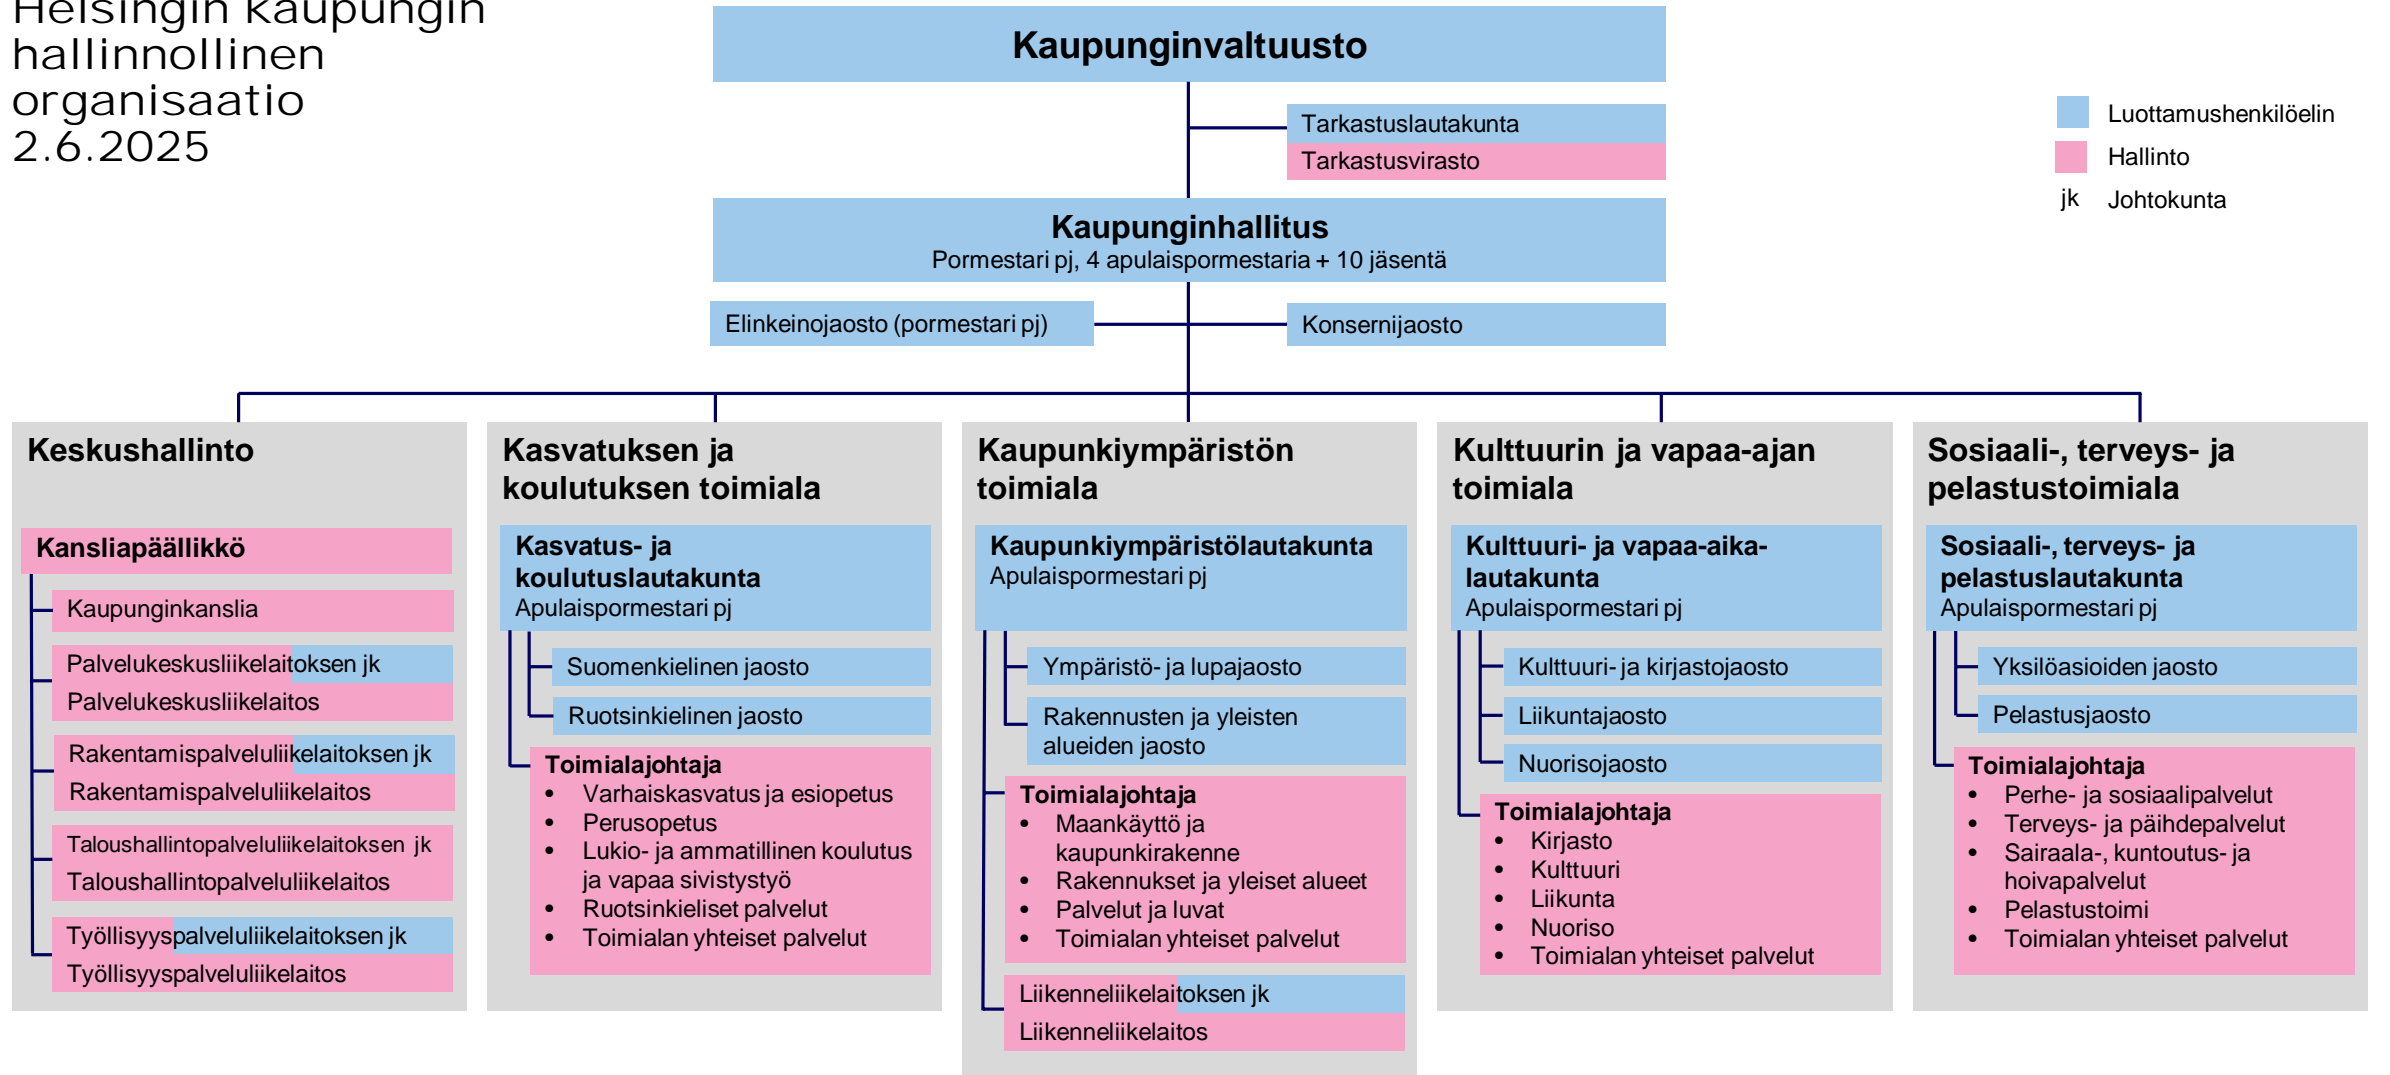 Helsingin kaupungin
hallinnollinen
organisaatio
2.6.2025
Kaupunginvaltuusto
Tarkastuslautakunta
Tarkastusvirasto
Luottamushenkilöelin
Hallinto
jk Johtokunta
Kaupunginhallitus
Pormestari pj, 4 apulaispormestaria + 10 jäsentä
Elinkeinojaosto (pormestari pj)
Konsernijaosto
Keskushallinto
Kansliapäällikkö
Kaupunginkanslia
Palvelukeskusliikelaitoksen jk
Palvelukeskusliikelaitos
Rakentamispalveluliikelaitoksen jk
Rakentamispalveluliikelaitos
Taloushallintopalveluliikelaitoksen jk
Taloushallintopalveluliikelaitos
Työllisyyspalveluliikelaitoksen jk
Työllisyyspalveluliikelaitos
Kasvatuksen ja
koulutuksen toimiala
Kasvatus- ja
koulutuslautakunta
Apulaispormestari pj
Suomenkielinen jaosto
Ruotsinkielinen jaosto
Toimialajohtaja
• Varhaiskasvatus ja esiopetus
• Perusopetus
• Lukio- ja ammatillinen koulutus
ja vapaa sivistystyö
• Ruotsinkieliset palvelut
• Toimialan yhteiset palvelut
Kaupunkiympäristön
toimiala
Kaupunkiympäristölautakunta
Apulaispormestari pj
Ympäristö- ja lupajaosto
Rakennusten ja yleisten
alueiden jaosto
Toimialajohtaja
• Maankäyttö ja
kaupunkirakenne
• Rakennukset ja yleiset alueet
• Palvelut ja luvat
• Toimialan yhteiset palvelut
Liikenneliikelaitoksen jk
Liikenneliikelaitos
Kulttuurin ja vapaa-ajan
toimiala
Kulttuuri- ja vapaa-aika-
lautakunta
Apulaispormestari pj
Kulttuuri- ja kirjastojaosto
Liikuntajaosto
Nuorisojaosto
Toimialajohtaja
• Kirjasto
• Kulttuuri
• Liikunta
• Nuoriso
• Toimialan yhteiset palvelut
Sosiaali-, terveys- ja
pelastustoimiala
Sosiaali-, terveys- ja
pelastuslautakunta
Apulaispormestari pj
Yksilöasioiden jaosto
Pelastusjaosto
Toimialajohtaja
• Perhe- ja sosiaalipalvelut
• Terveys- ja päihdepalvelut
• Sairaala-, kuntoutus- ja
hoivapalvelut
• Pelastustoimi
• Toimialan yhteiset palvelut